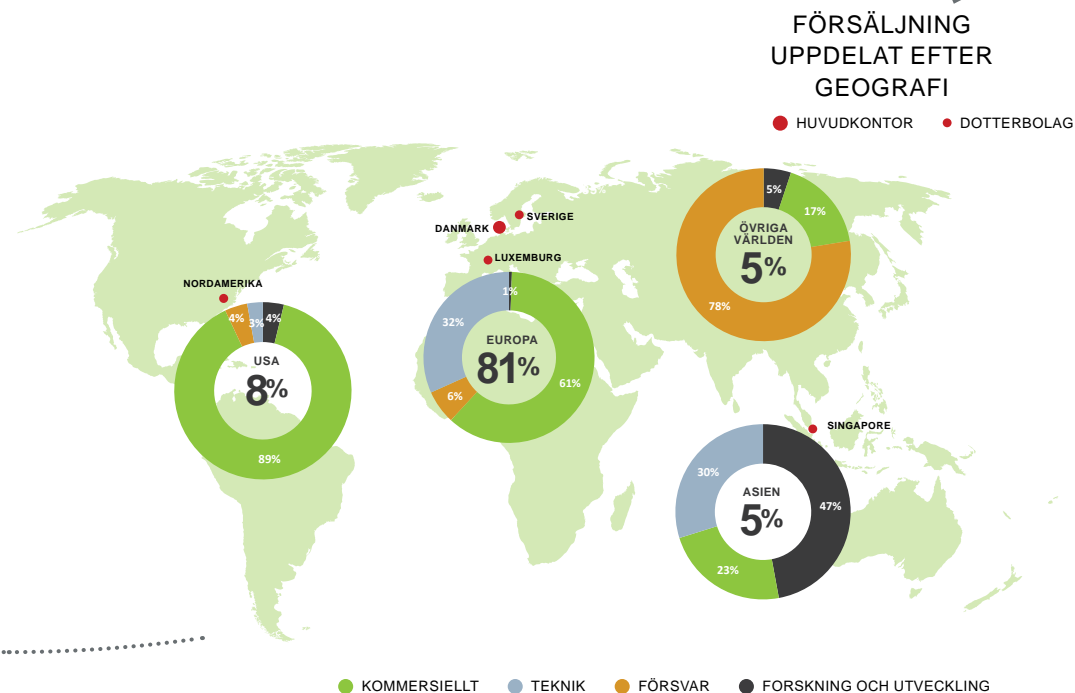 FÖRSÄLJNING
UPPDELAT EFTER
GEOGRAFI
HUVUDKONTOR
DOTTERBOLAG
SVERIGE
DANMARK
LUXEMBURG
NORDAMERIKA
4%
3%
4%
USA
8%
89%
1%
32%
EUROPA
81%
61%
6%
5%
17%
ÖVRIGA
VÄRLDEN
5%
78%
SINGAPORE
30%
ASIEN
5%
47%
23%
KOMMERSIELLT
TEKNIK
FÖRSVAR
FORSKNING OCH UTVECKLING